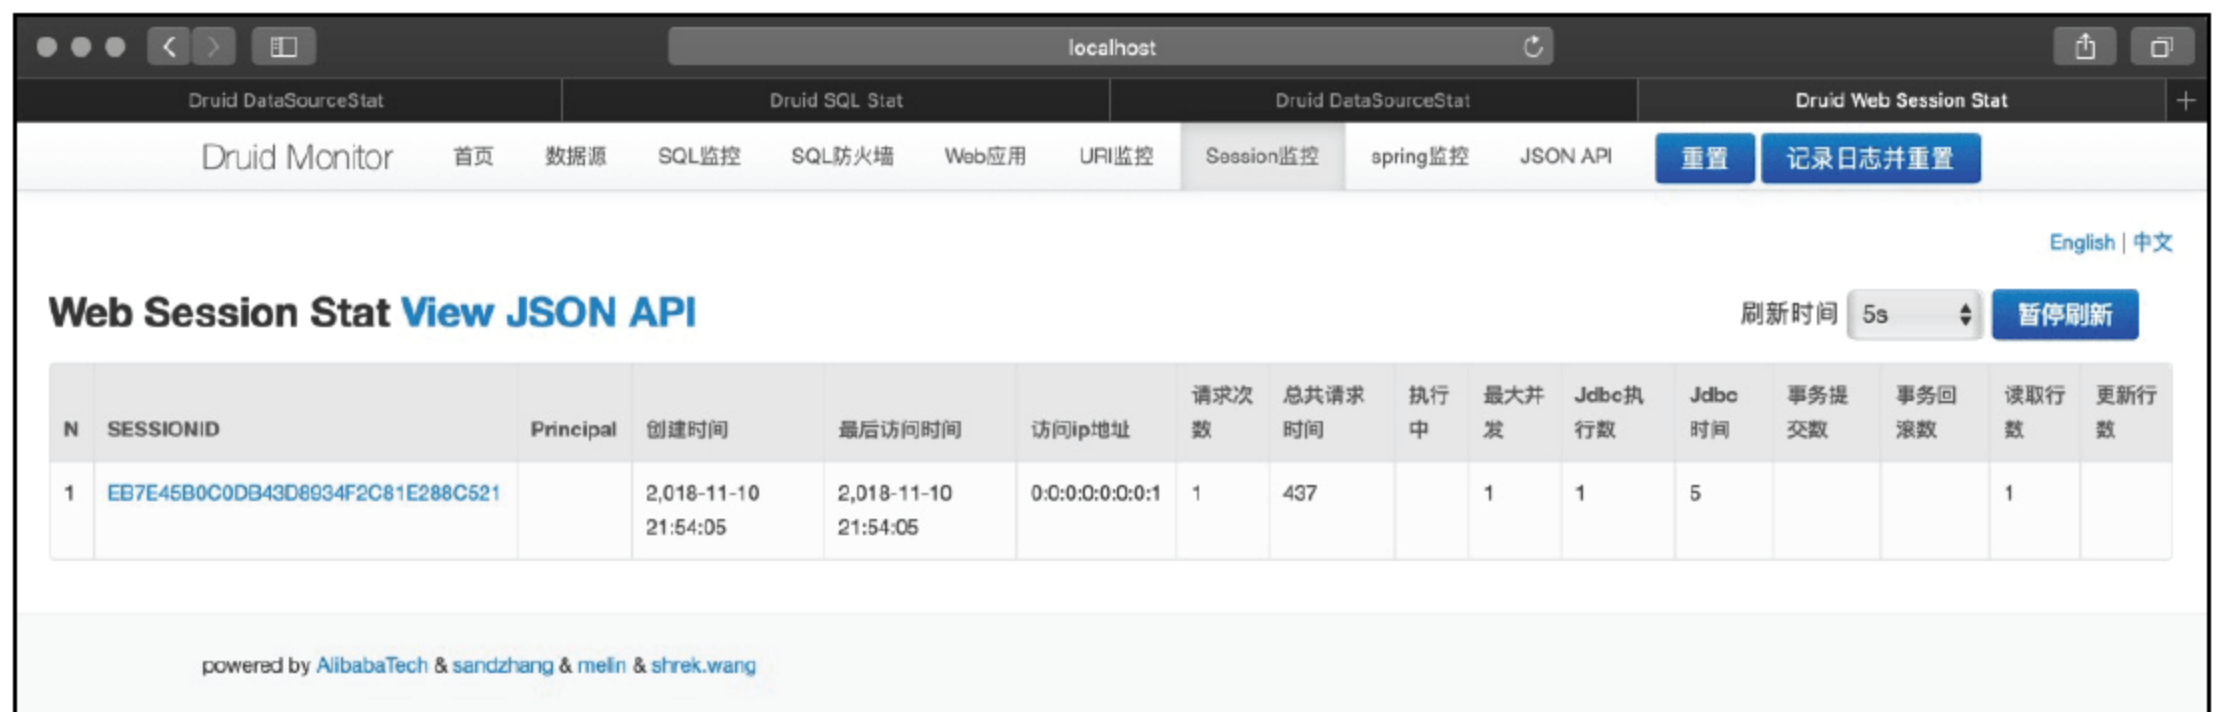 localhost
Druid DataSourceStat Druid SQL Stat Druid DataSourceStat Druid Web Session Stat +
Druid Monitor 首页 数据源 SQL监控 SQL防火墙 Web应用 URI监控 Session监控 spring监控 JSON API 重置 记录日志并重置
English | 中文
Web Session Stat View JSON API 刷新时间 5s 暂停刷新
N SESSIONID Principal 创建时间 最后访问时间 访问ip地址 请求次数 总共请求时间 执行中 最大并发 Jdbc执行数 Jdbc时间 事务提交数 事务回滚数 读取行数 更新行数
1 EB7E45B0C0DB43D8934F2C81E288C521 2,018-11-10 21:54:05 2,018-11-10 21:54:05 0:0:0:0:0:0:0:1 1 437 1 1 5 1
powered by AlibabaTech & sandzhang & melin & shrek.wang